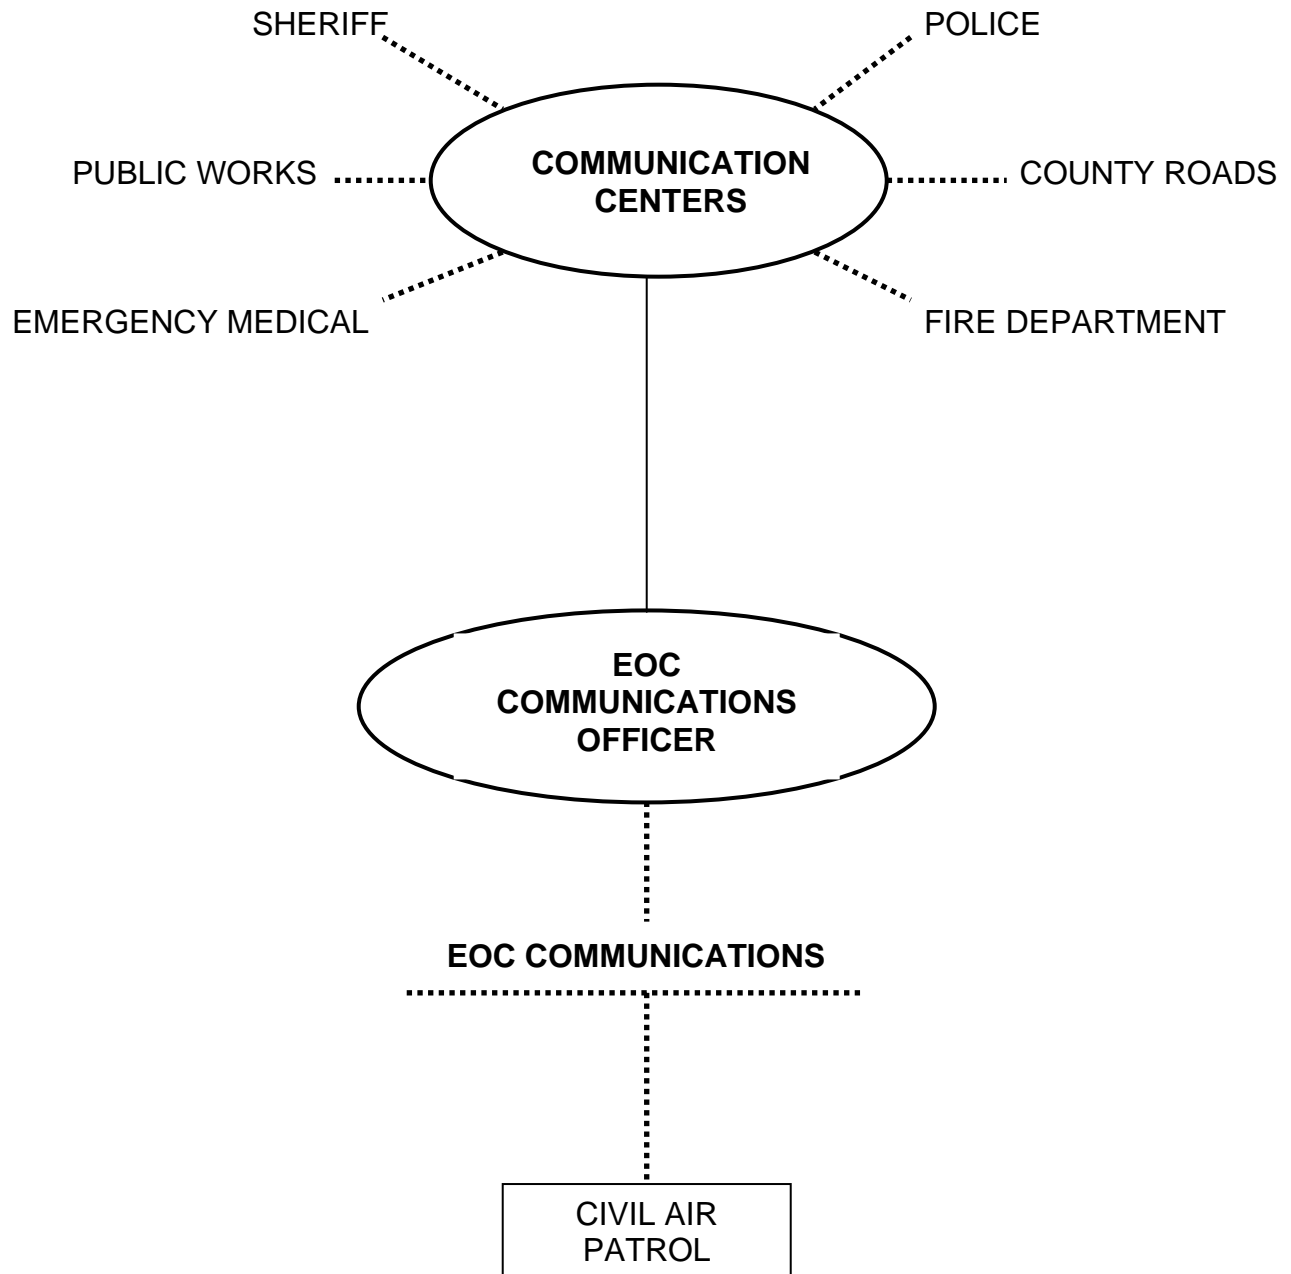 SHERIFF
POLICE
COMMUNICATION
CENTERS
PUBLIC WORKS
COUNTY ROADS
EMERGENCY MEDICAL
FIRE DEPARTMENT
EOC
COMMUNICATIONS
OFFICER
EOC COMMUNICATIONS
CIVIL AIR
PATROL